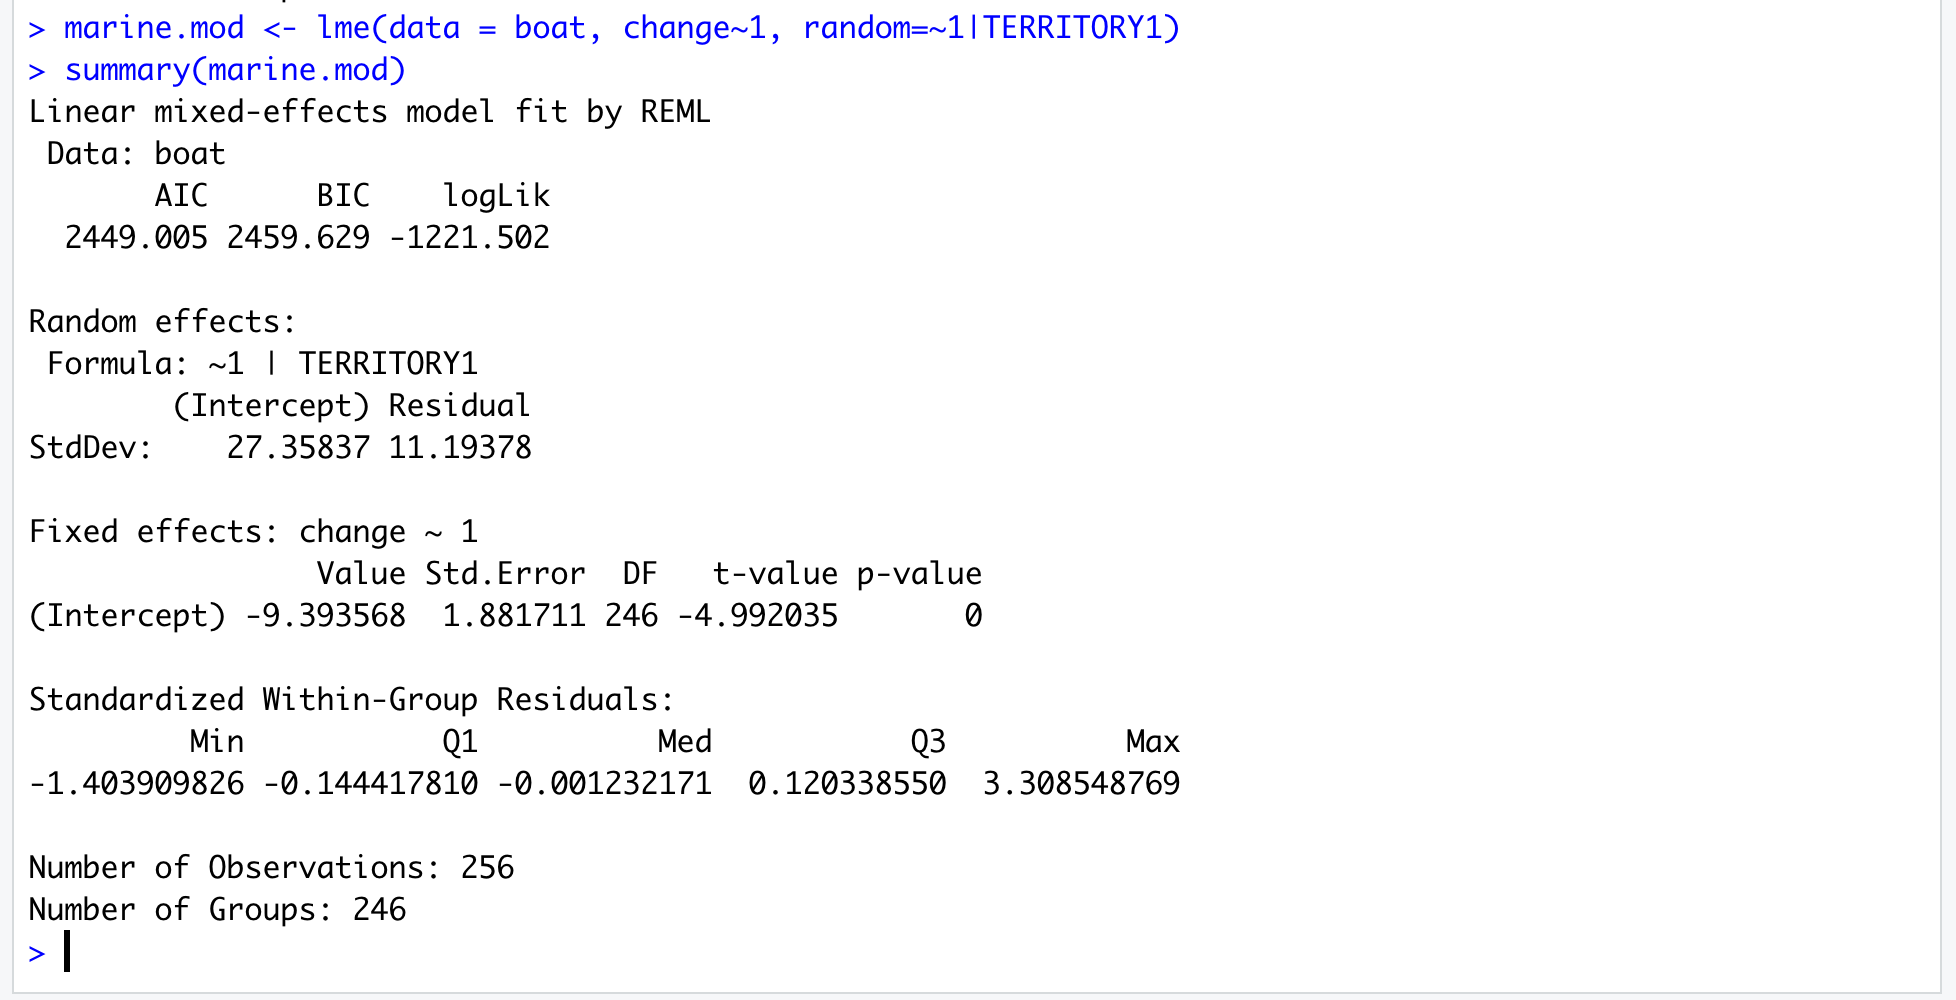 > marine.mod <- lme(data = boat, change~1, random=~1|TERRITORY1)
> summary(marine.mod)
Linear mixed-effects model fit by REML
 Data: boat
       AIC      BIC    logLik
  2449.005 2459.629 -1221.502

Random effects:
 Formula: ~1 | TERRITORY1
        (Intercept) Residual
StdDev:    27.35837 11.19378

Fixed effects: change ~ 1
                Value Std.Error  DF   t-value p-value
(Intercept) -9.393568  1.881711 246 -4.992035       0

Standardized Within-Group Residuals:
         Min           Q1          Med           Q3          Max
-1.403909826 -0.144417810 -0.001232171  0.120338550  3.308548769

Number of Observations: 256
Number of Groups: 246
>